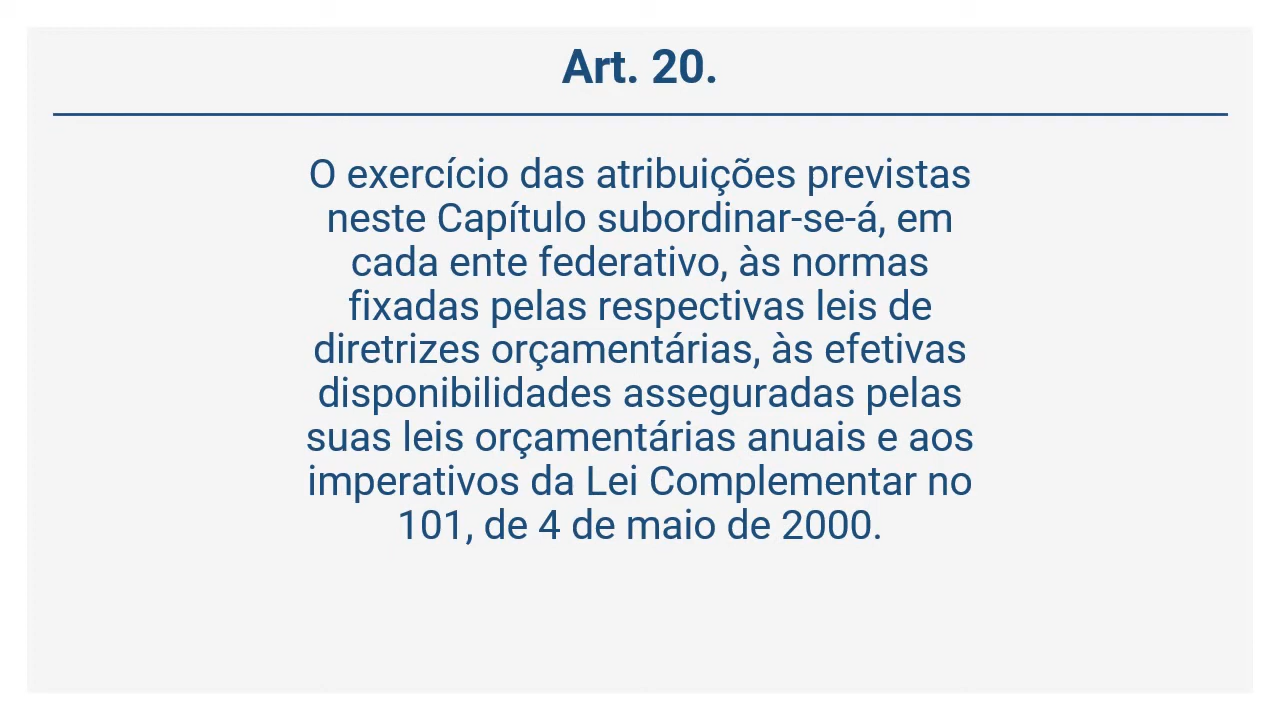 Art. 20.
O exercício das atribuições previstas
neste Capítulo subordinar-se-á, em
cada ente federativo, às normas
fixadas pelas respectivas leis de
diretrizes orçamentárias, às efetivas
disponibilidades asseguradas pelas
suas leis orçamentárias anuais e aos
imperativos da Lei Complementar no
101, de 4 de maio de 2000.